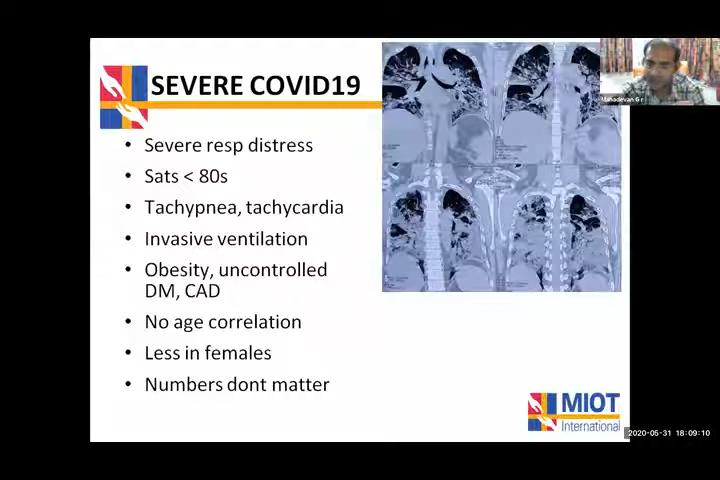 SEVERE COVID19
Mahadevan G r
• Severe resp distress
• Sats < 80s
• Tachypnea, tachycardia
• Invasive ventilation
• Obesity, uncontrolled
DM, CAD
• No age correlation
• Less in females
• Numbers dont matter
MIOT
International
2020-05-31 18:09:10